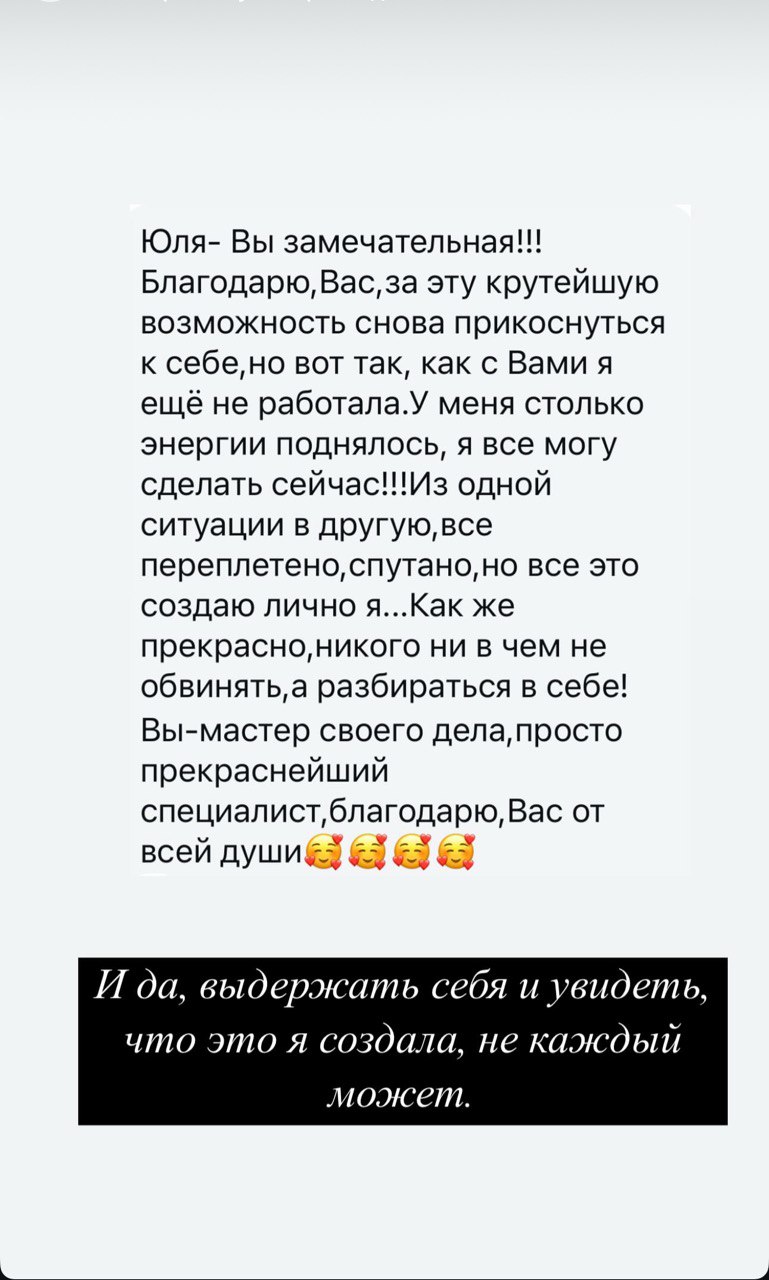 Юля- Вы замечательная!!!
Благодарю,Вас,за эту крутейшую
возможность снова прикоснуться
к себе,но вот так, как с Вами я
ещё не работала.У меня столько
энергии поднялось, я все могу
сделать сейчас!!!Из одной
ситуации в другую,все
переплетено,спутано,но все это
создаю лично я...Как же
прекрасно,никого ни в чем не
обвинять,а разбираться в себе!
Вы-мастер своего дела,просто
прекраснейший
специалист,благодарю,Вас от
всей души🥰🥰🥰🥰
И да, выдержать себя и увидеть,
что это я создала, не каждый
может.